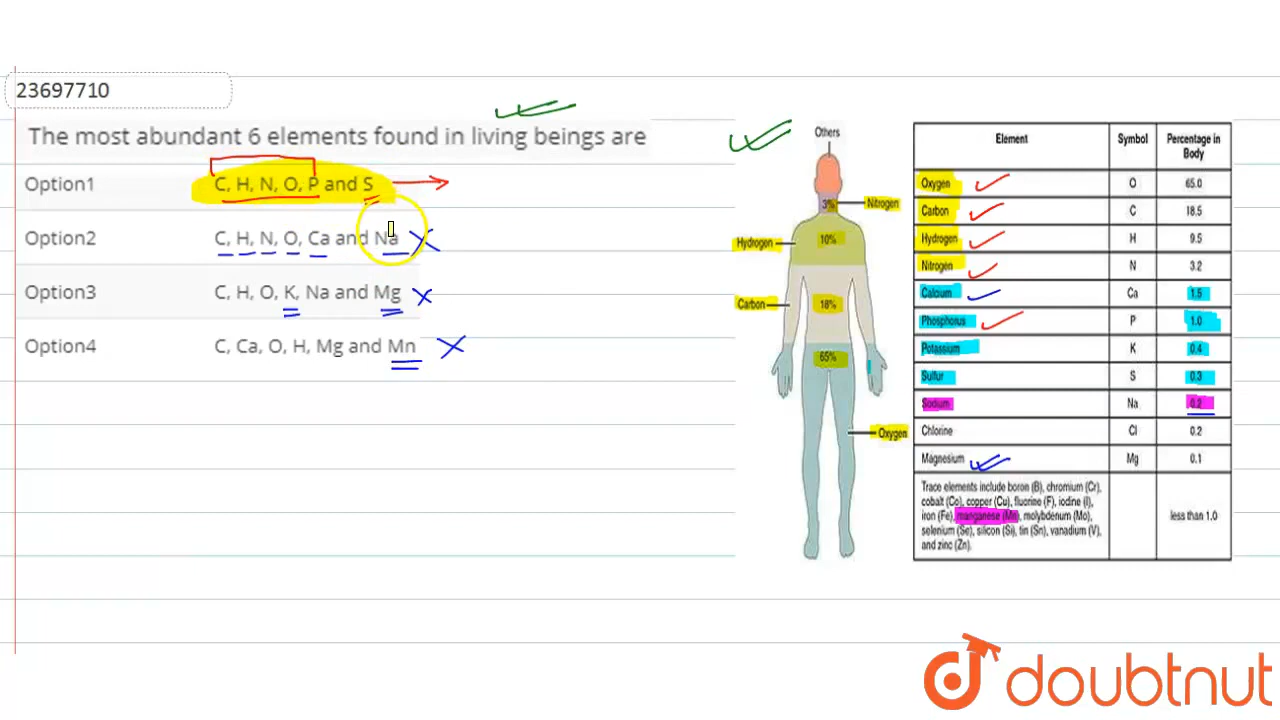 23697710
The most abundant 6 elements found in living beings are
Option1 C, H, N, O, P and S
Option2 C, H, N, O, Ca and Na
Option3 C, H, O, K, Na and Mg
Option4 C, Ca, O, H, Mg and Mn
Others
3% Nitrogen
Hydrogen 10%
Carbon 18%
65%
Oxygen
Element Symbol Percentage in
Body
Oxygen O 65.0
Carbon C 18.5
Hydrogen H 9.5
Nitrogen N 3.2
Calcium Ca 1.5
Phosphorus P 1.0
Potassium K 0.4
Sulfur S 0.3
Sodium Na 0.2
Chlorine Cl 0.2
Magnesium Mg 0.1
Trace elements include boron (B), chromium (Cr),
cobalt (Co), copper (Cu), fluorine (F), iodine (I),
iron (Fe), manganese (Mn), molybdenum (Mo),
selenium (Se), silicon (Si), tin (Sn), vanadium (V),
and zinc (Zn).
less than 1.0
doubtnut